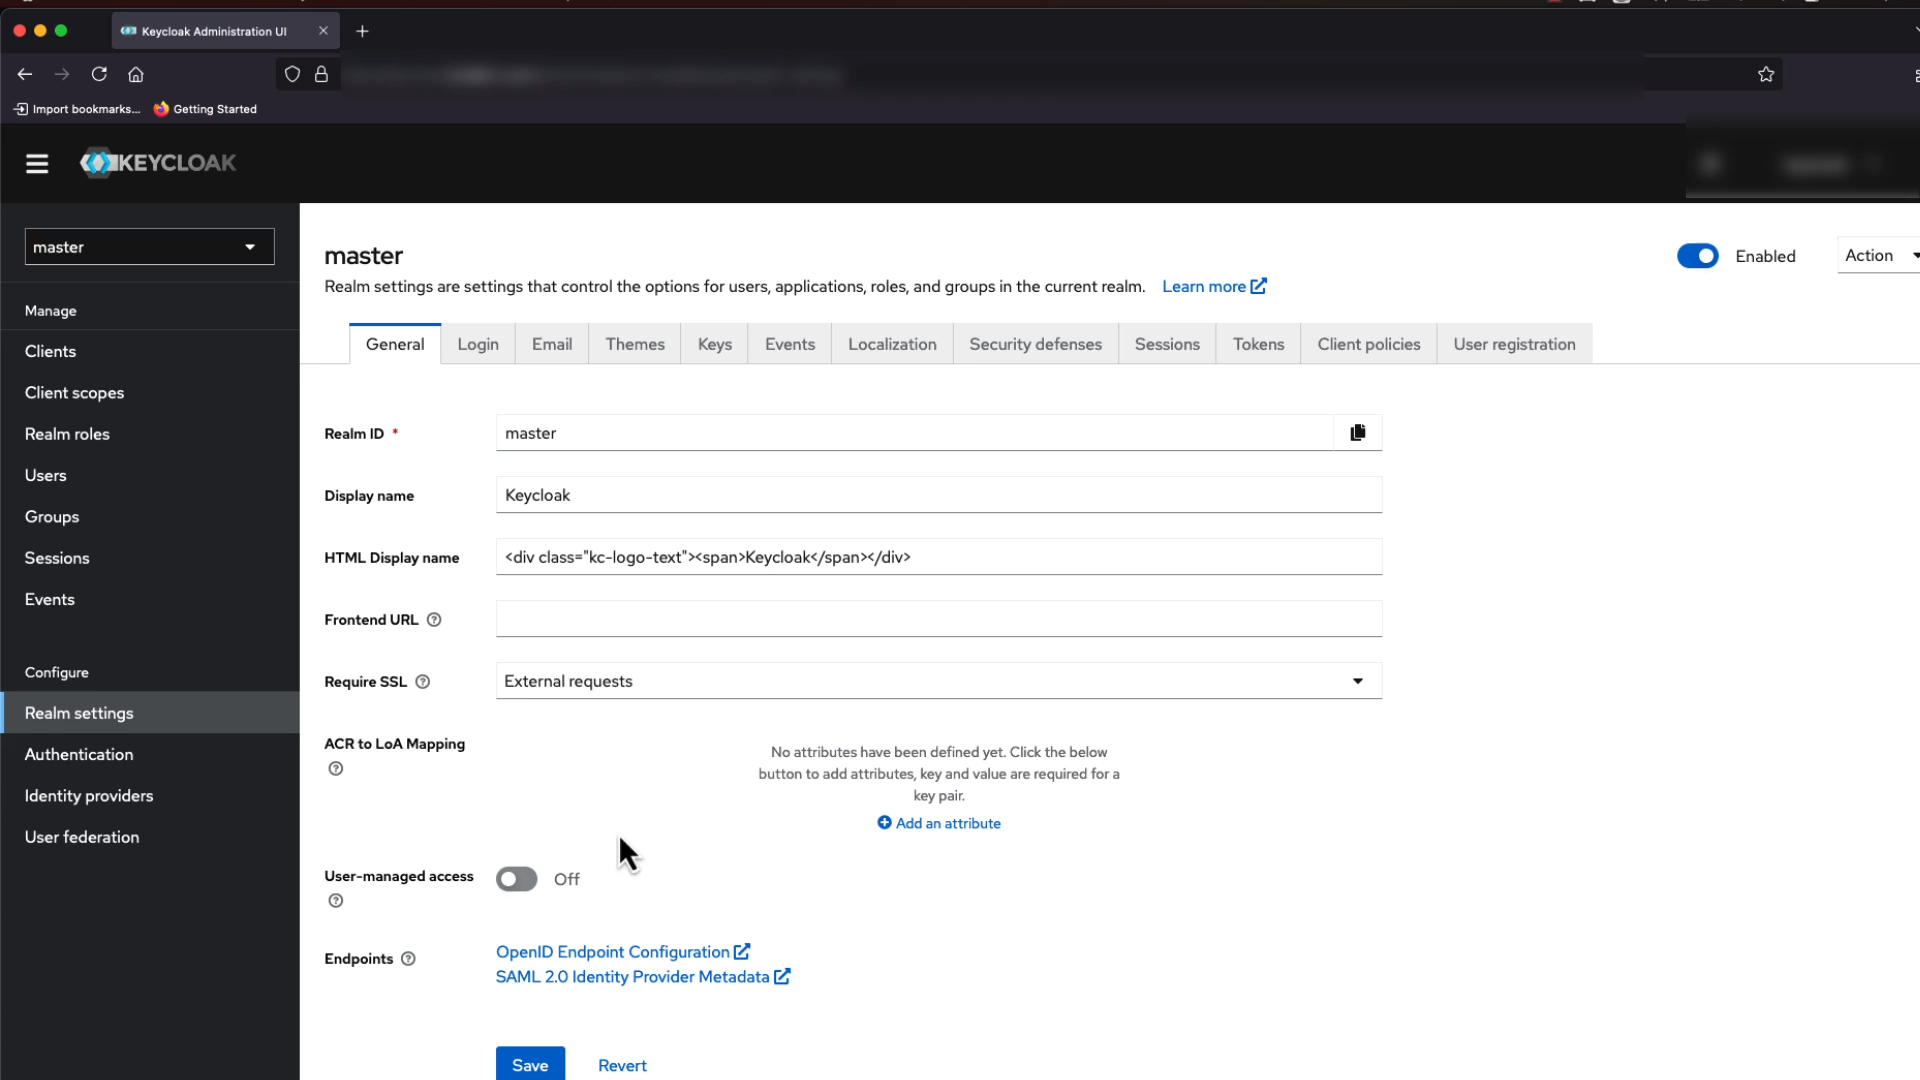 Keycloak Administration UI
Import bookmarks...
Getting Started
KEYCLOAK
master
Manage
Clients
Client scopes
Realm roles
Users
Groups
Sessions
Events
Configure
Realm settings
Authentication
Identity providers
User federation
master
Enabled
Action
Realm settings are settings that control the options for users, applications, roles, and groups in the current realm. Learn more
General Login Email Themes Keys Events Localization Security defenses Sessions Tokens Client policies User registration
Realm ID *
master
Display name
Keycloak
HTML Display name
<div class="kc-logo-text"><span>Keycloak</span></div>
Frontend URL
Require SSL
External requests
ACR to LoA Mapping
No attributes have been defined yet. Click the below
button to add attributes, key and value are required for a
key pair.
Add an attribute
User-managed access
Off
Endpoints
OpenID Endpoint Configuration
SAML 2.0 Identity Provider Metadata
Save
Revert